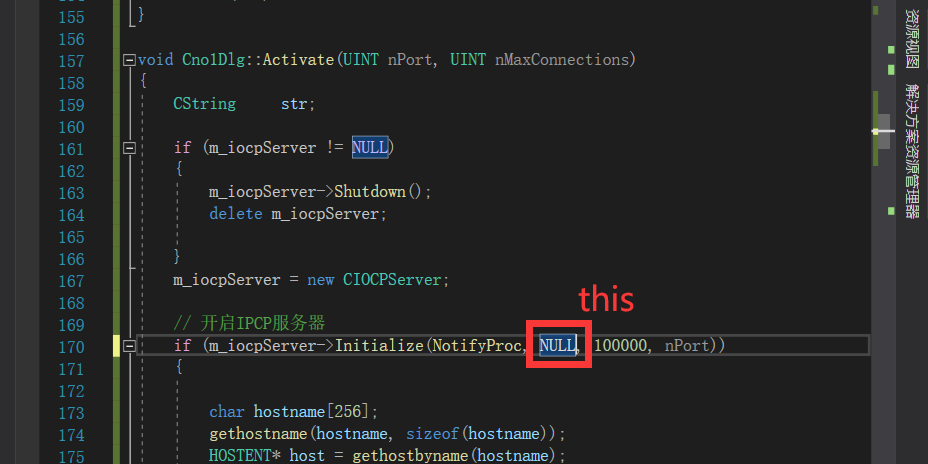 155 }
156
157 void Cno1Dlg::Activate(UINT nPort, UINT nMaxConnections)
158 {
159 CString str;
160
161 if (m_iocpServer != NULL)
162 {
163 m_iocpServer->Shutdown();
164 delete m_iocpServer;
165
166 }
167 m_iocpServer = new CIOCPServer;
168
this
169 // 开启IPCP服务器
170 if (m_iocpServer->Initialize(NotifyProc, NULL, 100000, nPort))
171 {
172
173 char hostname[256];
174 gethostname(hostname, sizeof(hostname));
175 HOSTENT* host = gethostbyname(hostname);
资源视图
解决方案资源管理器